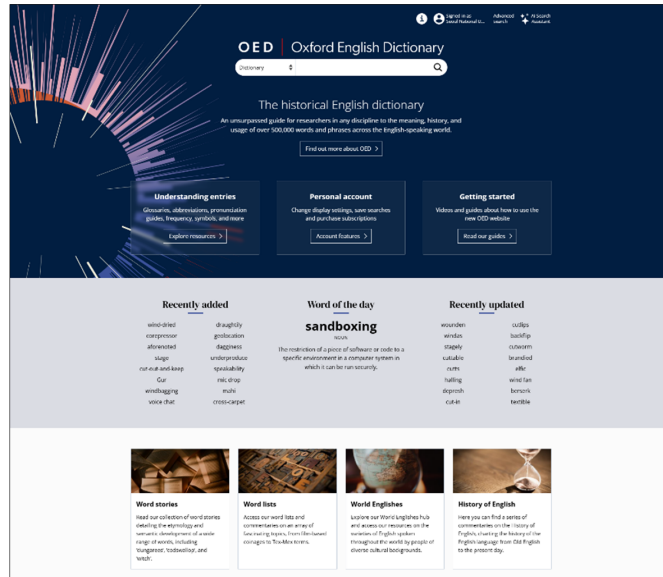 Signed in as
Seoul National U...
Advanced
search
AI Search
Assistant
OED | Oxford English Dictionary
Dictionary
The historical English dictionary
An unsurpassed guide for researchers in any discipline to the meaning, history, and
usage of over 500,000 words and phrases across the English-speaking world.
Find out more about OED >
Understanding entries
Glossaries, abbreviations, pronunciation
guides, frequency, symbols, and more
Explore resources >
Personal account
Change display settings, save searches
and purchase subscriptions
Account features >
Getting started
Videos and guides about how to use the
new OED website
Read our guides >
Recently added
wind-dried
corepressor
aforenoted
stage
cut-out-and-keep
Gur
windbagging
voice chat
draughtily
geolocation
dagginess
underproduce
speakability
mic drop
mahi
cross-carpet
Word of the day
sandboxing
NOUN
The restriction of a piece of software or code to a
specific environment in a computer system in
which it can be run securely.
Recently updated
wounden
windas
stagely
cuttable
cutts
halling
depresh
cut-in
cutlips
backflip
cutworm
brandied
elfic
wind fan
berserk
textible
Word stories
Read our collection of word stories
detailing the etymology and
semantic development of a wide
range of words, including
'dungarees', 'codswallop', and
'witch'.
Word lists
Access our word lists and
commentaries on an array of
fascinating topics, from film-based
coinages to Tex-Mex terms.
World Englishes
Explore our World Englishes hub
and access our resources on the
varieties of English spoken
throughout the world by people of
diverse cultural backgrounds.
History of English
Here you can find a series of
commentaries on the History of
English, charting the history of the
English language from Old English
to the present day.